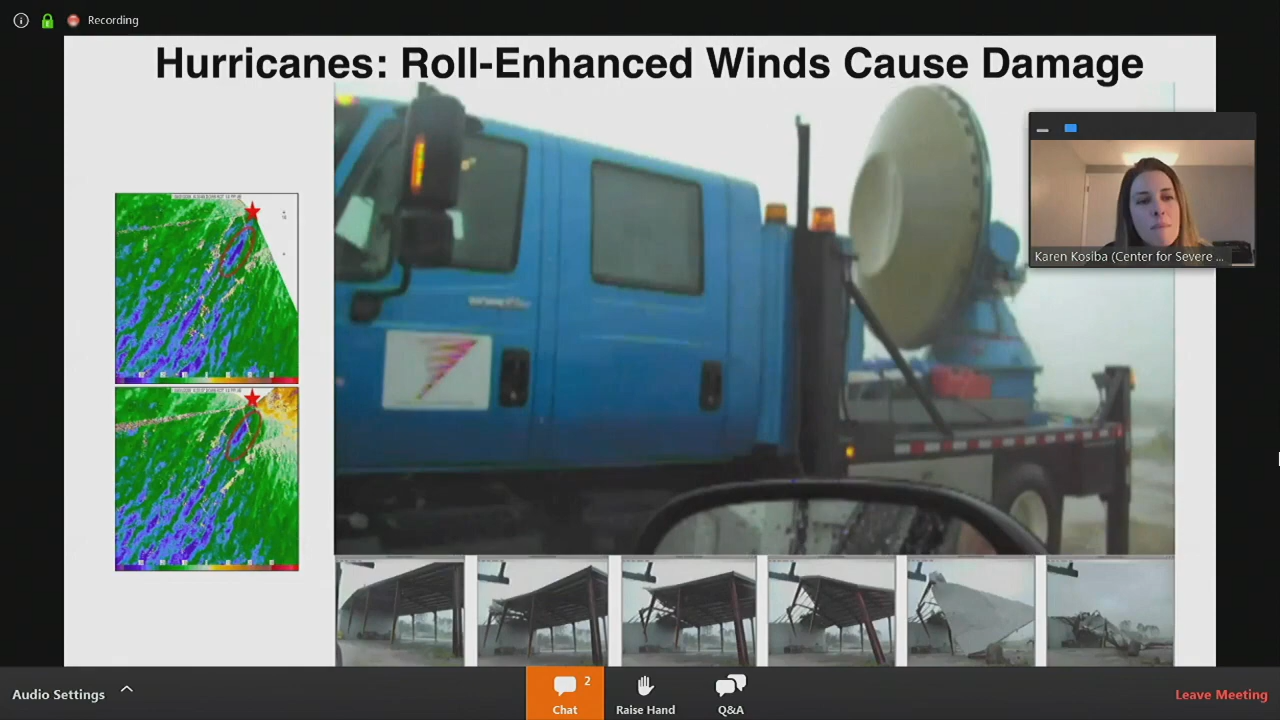 Recording
Hurricanes: Roll-Enhanced Winds Cause Damage
Karen Kosiba (Center for Severe ...
Audio Settings
2
Chat
Raise Hand
Q&A
Leave Meeting